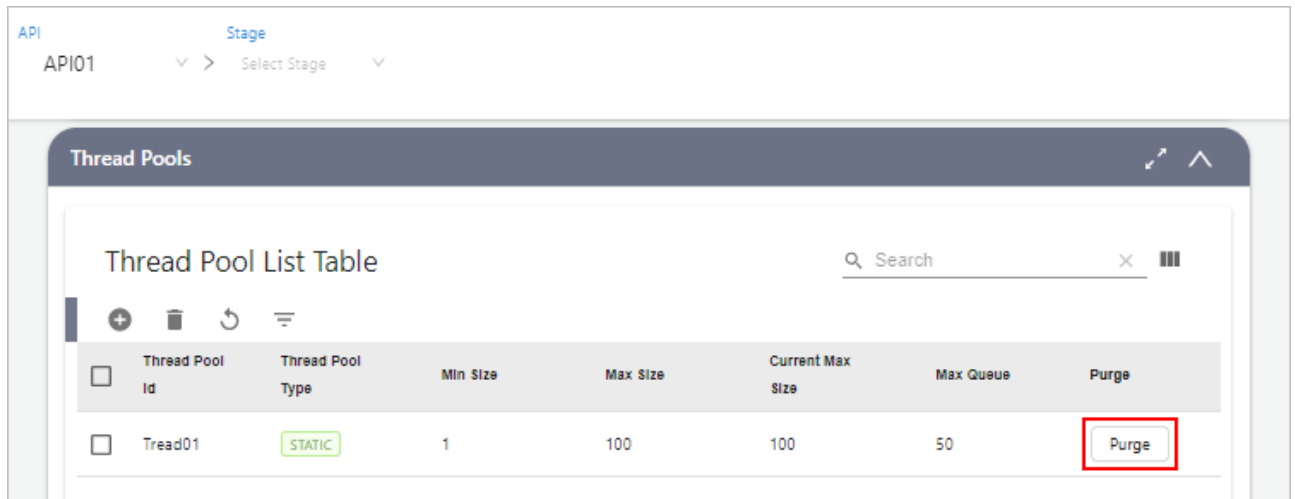 API Stage
API01 > Select Stage
Thread Pools
Thread Pool List Table
Search
Thread Pool Id Thread Pool Type Min Size Max Size Current Max Size Max Queue Purge
Tread01 STATIC 1 100 100 50 Purge